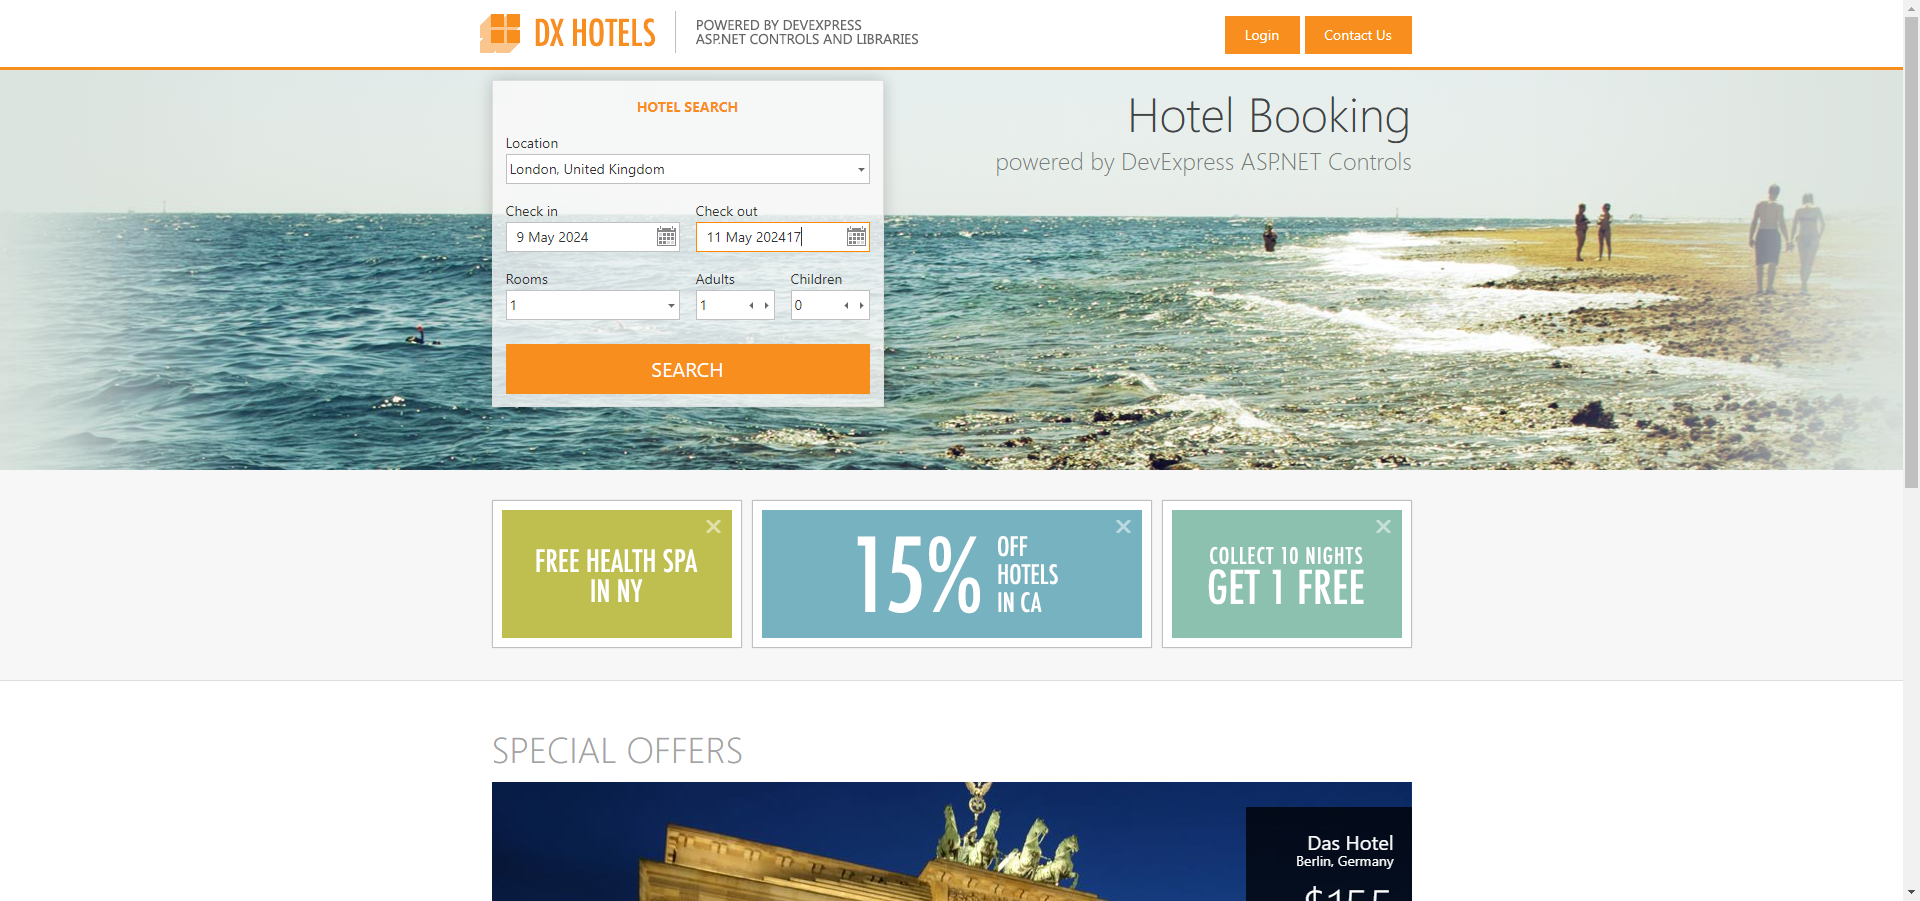 DX HOTELS
POWERED BY DEVEXPRESS
ASP.NET CONTROLS AND LIBRARIES
Login
Contact Us
HOTEL SEARCH
Location
London, United Kingdom
Check in
Check out
9 May 2024
11 May 202417
Rooms
Adults
Children
1
1
0
SEARCH
Hotel Booking
powered by DevExpress ASP.NET Controls
FREE HEALTH SPA
IN NY
15%
OFF
HOTELS
IN CA
COLLECT 10 NIGHTS
GET 1 FREE
SPECIAL OFFERS
Das Hotel
Berlin, Germany
$155